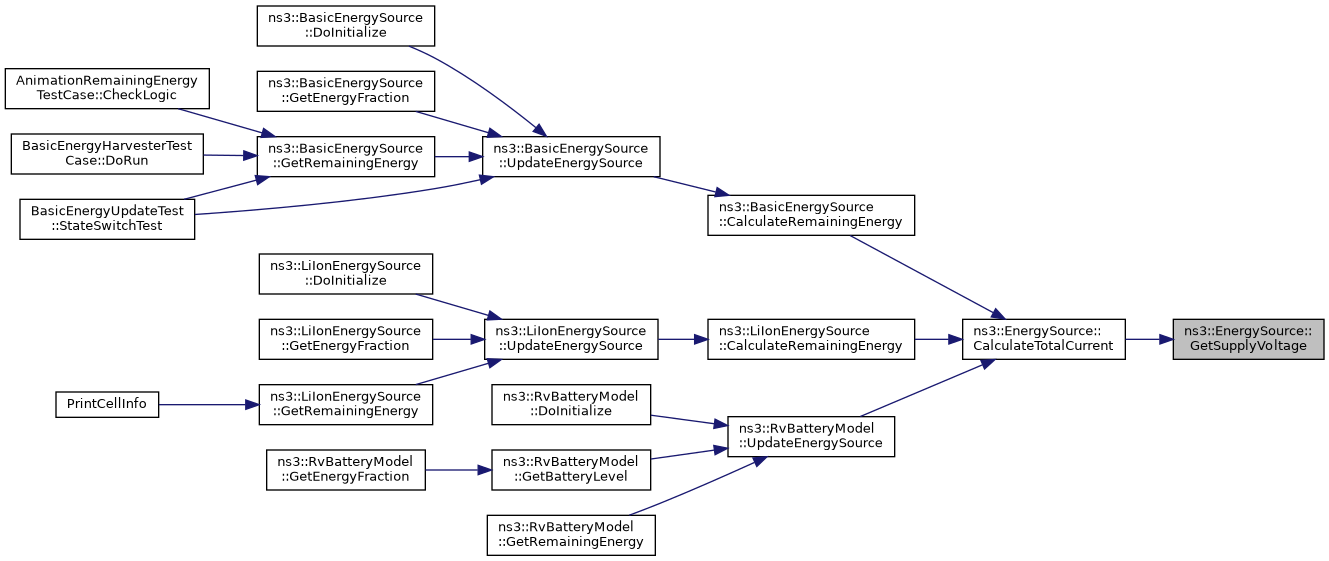 ns3::BasicEnergySource
::DoInitialize
AnimationRemainingEnergy
TestCase::CheckLogic
ns3::BasicEnergySource
::GetEnergyFraction
BasicEnergyHarvesterTest
Case::DoRun
ns3::BasicEnergySource
::GetRemainingEnergy
ns3::BasicEnergySource
::UpdateEnergySource
BasicEnergyUpdateTest
::StateSwitchTest
ns3::BasicEnergySource
::CalculateRemainingEnergy
ns3::LiIonEnergySource
::DoInitialize
ns3::LiIonEnergySource
::GetEnergyFraction
ns3::LiIonEnergySource
::UpdateEnergySource
ns3::LiIonEnergySource
::CalculateRemainingEnergy
ns3::EnergySource::
CalculateTotalCurrent
ns3::EnergySource::
GetSupplyVoltage
PrintCellInfo
ns3::LiIonEnergySource
::GetRemainingEnergy
ns3::RvBatteryModel
::DoInitialize
ns3::RvBatteryModel
::UpdateEnergySource
ns3::RvBatteryModel
::GetEnergyFraction
ns3::RvBatteryModel
::GetBatteryLevel
ns3::RvBatteryModel
::GetRemainingEnergy